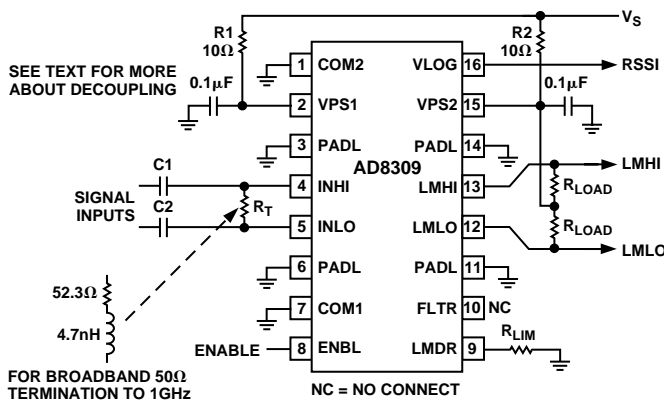 V_S
R1
10Ω
R2
10Ω
SEE TEXT FOR MORE
ABOUT DECOUPLING
0.1μF
1 COM2
VLOG 16
RSSI
0.1μF
2 VPS1
VPS2 15
3 PADL
PADL 14
AD8309
LMHI
C1
4 INHI
LMHI 13
R_LOAD
SIGNAL
INPUTS
R_T
C2
5 INLO
LMLO 12
R_LOAD
LMLO
6 PADL
PADL 11
52.3Ω
4.7nH
7 COM1
FLTR 10 NC
R_LIM
ENABLE
8 ENBL
LMDR 9
FOR BROADBAND 50Ω
TERMINATION TO 1GHz
NC = NO CONNECT